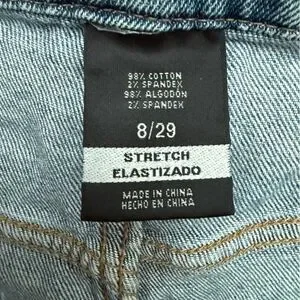 98% COTTON
2% SPANDEX
98% ALGODÓN
2% SPANDEX
8/29
STRETCH
ELASTIZADO
MADE IN CHINA
HECHO EN CHINA